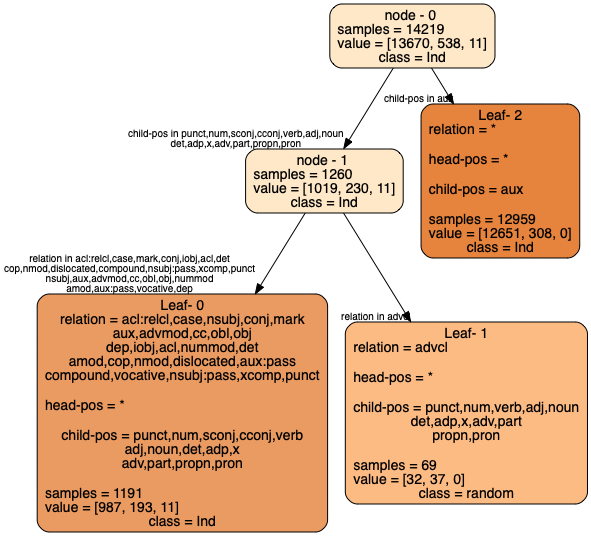 node - 0
samples = 14219
value = [13670, 538, 11]
class = Ind
child-pos in aux
Leaf- 2
relation = *
head-pos = *
child-pos = aux
samples = 12959
value = [12651, 308, 0]
class = Ind
child-pos in punct,num,sconj,cconj,verb,adj,noun
det,adp,x,adv,part,propn,pron
node - 1
samples = 1260
value = [1019, 230, 11]
class = Ind
relation in acl:relcl,case,mark,conj,iobj,acl,det
cop,nmod,dislocated,compound,nsubj:pass,xcomp,punct
nsubj,aux,advmod,cc,obl,obj,nummod
amod,aux:pass,vocative,dep
Leaf- 0
relation = acl:relcl,case,nsubj,conj,mark
aux,advmod,cc,obl,obj
dep,iobj,acl,nummod,det
amod,cop,nmod,dislocated,aux:pass
compound,vocative,nsubj:pass,xcomp,punct
head-pos = *
child-pos = punct,num,sconj,cconj,verb
adj,noun,det,adp,x
adv,part,propn,pron
samples = 1191
value = [987, 193, 11]
class = Ind
relation in advcl
Leaf- 1
relation = advcl
head-pos = *
child-pos = punct,num,verb,adj,noun
det,adp,x,adv,part
propn,pron
samples = 69
value = [32, 37, 0]
class = random